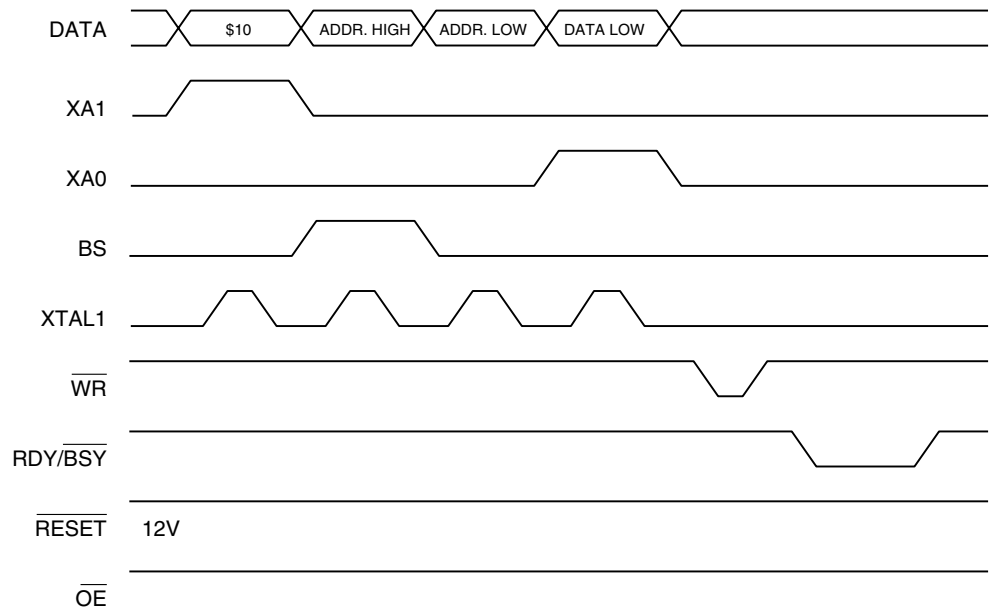 DATA $10 ADDR. HIGH ADDR. LOW DATA LOW
XA1
XA0
BS
XTAL1
WR
RDY/BSY
RESET 12V
OE